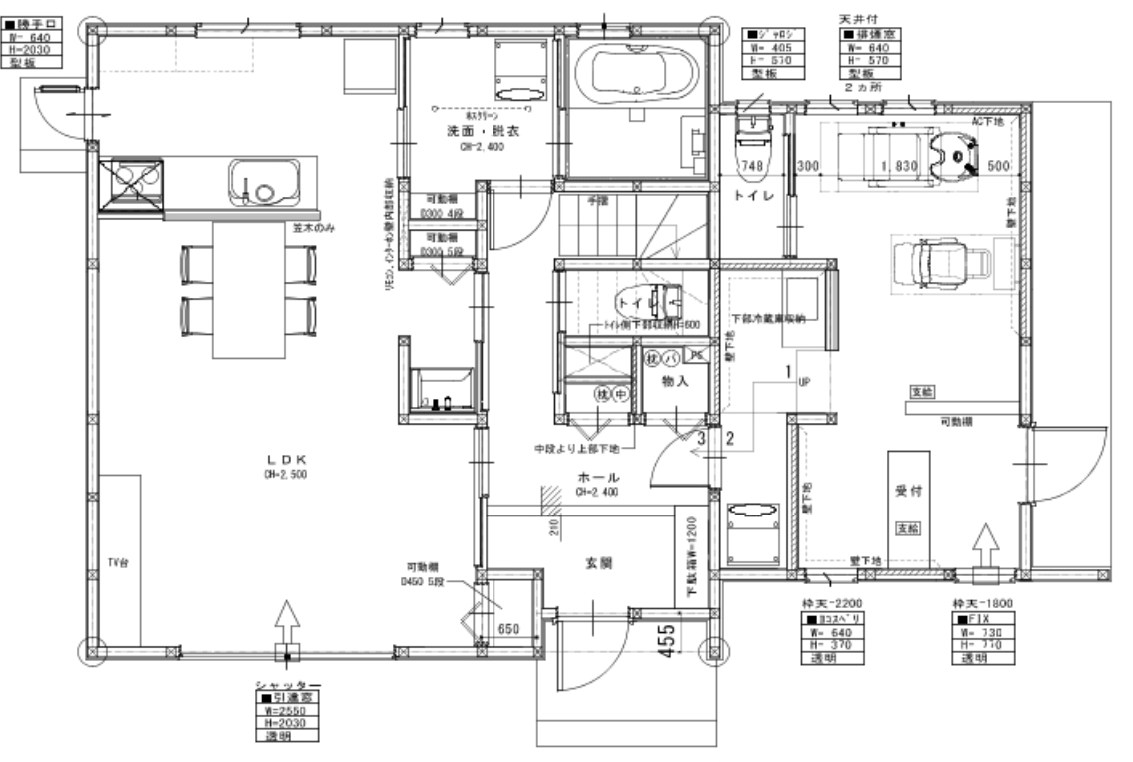 ■勝手口
W= 640
H=2030
型板
■ジャロジ
W= 405
H= 570
型板
天井付
■排煙窓
W= 640
H= 570
型板
2ヵ所
ホスクリーン
洗面・脱衣
CH=2,400
AC下地
748
300
1,830
500
トイレ
壁下地
可動棚
D300 4段
可動棚
D300 5段
手摺
笠木のみ
リモコン、インターホン壁内部収納
トイレ
トイレ側下部収納H=600
下部冷蔵庫収納
壁下地
枕
パ
PS
物入
枕
中
1
UP
支給
可動棚
中段より上部下地
3
2
LDK
CH=2,500
ホール
CH=2,400
壁下地
受付
支給
210
玄関
下駄箱W=1200
TV台
可動棚
D450 5段
650
455
壁下地
枠天-2200
■ヨコスベリ
W= 640
H= 370
透明
枠天-1800
■FIX
W= 730
H= 770
透明
シャッター
■引違窓
W=2550
H=2030
透明